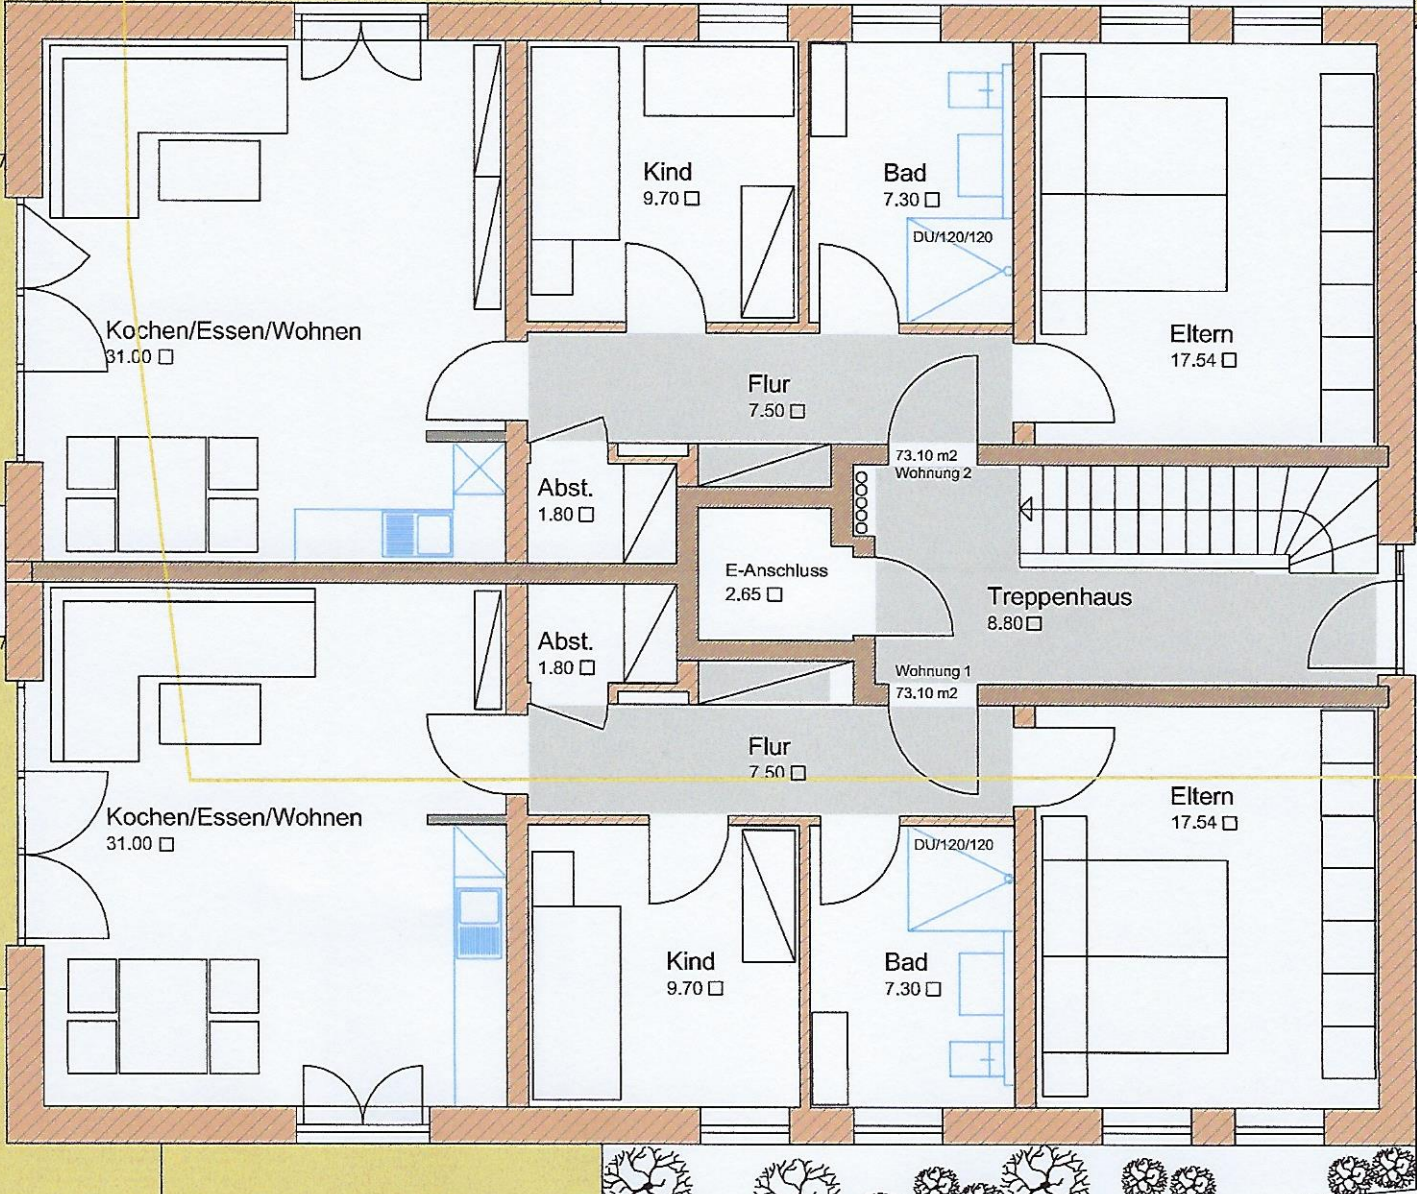 Kind
9.70
Bad
7.30
DU/120/120
Kochen/Essen/Wohnen
31.00
Eltern
17.54
Flur
7.50
73.10 m2
Wohnung 2
Abst.
1.80
E-Anschluss
2.65
Treppenhaus
8.80
Abst.
1.80
Wohnung 1
73.10 m2
Flur
7.50
Kochen/Essen/Wohnen
31.00
Eltern
17.54
DU/120/120
Kind
9.70
Bad
7.30